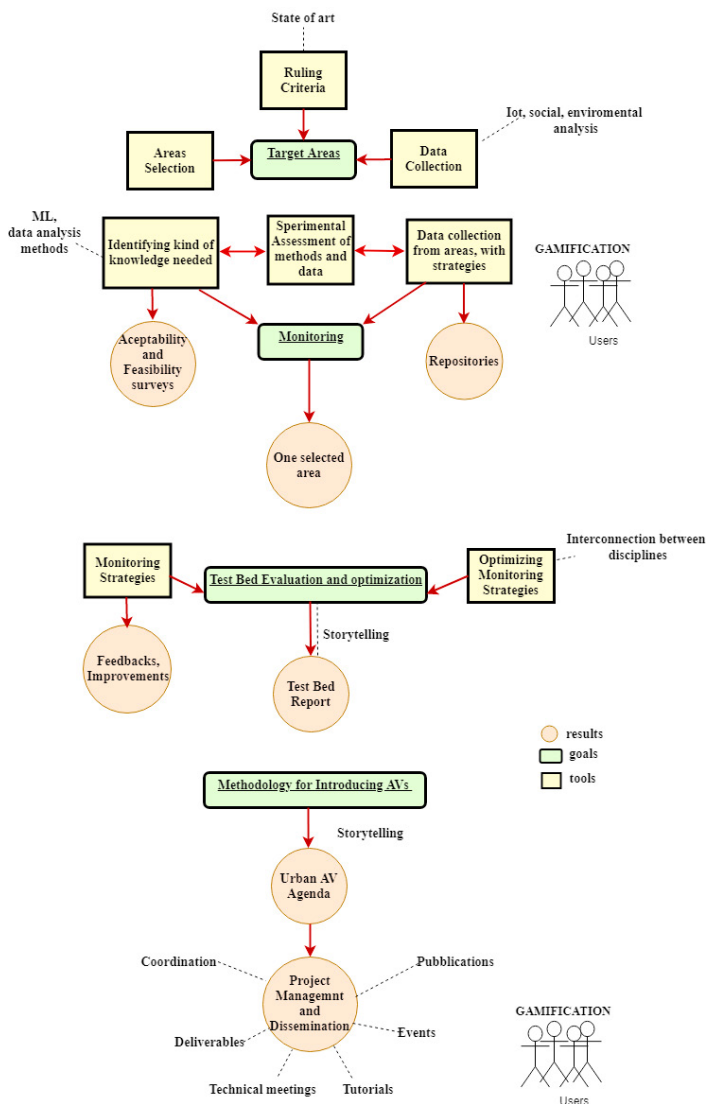 State of art
Ruling
Criteria
Iot, social, enviromental
analysis
Areas
Selection
Target Areas
Data
Collection
ML,
data analysis
methods
Identifying kind of
knowledge needed
Sperimental
Assessment of
methods and
data
Data collection
from areas, with
strategies
GAMIFICATION
Users
Aceptability
and
Feasibility
surveys
Monitoring
Repositories
One selected
area
Interconnection between
disciplines
Monitoring
Strategies
Test Bed Evaluation and optimization
Optimizing
Monitoring
Strategies
Storytelling
Feedbacks,
Improvements
Test Bed
Report
results
goals
tools
Methodology for Introducing AVs
Storytelling
Urban AV
Agenda
Coordination
Pubblications
Project
Managemnt
and
Dissemination
Deliverables
Events
Technical meetings
Tutorials
GAMIFICATION
Users